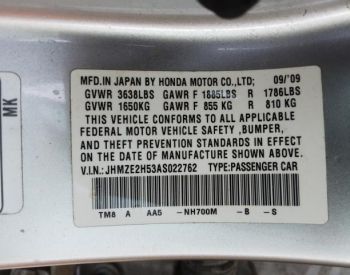 MFD.IN JAPAN BY HONDA MOTOR CO.,LTD; 09/'09
GVWR 3638LBS GAWR F 1885LBS R 1786LBS
GVWR 1650KG GAWR F 855 KG R 810 KG
THIS VEHICLE CONFORMS TO ALL APPLICABLE
FEDERAL MOTOR VEHICLE SAFETY ,BUMPER,
AND THEFT PREVENTION STANDARDS IN EFFECT
ON THE DATE OF MANUFACTURE SHOWN ABOVE.
V.I.N.: JHMZE2H53AS022762 TYPE:PASSENGER CAR
TM8 A AA5 -NH700M -B -S
MK